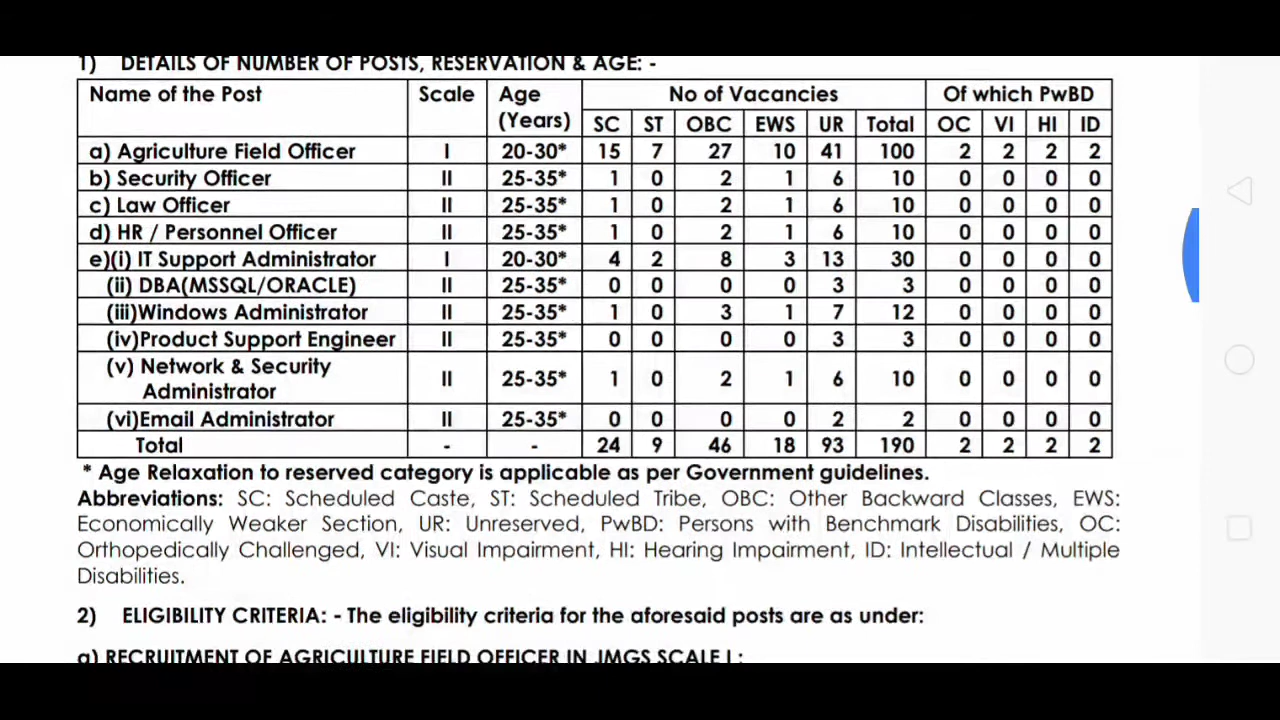 1) DETAILS OF NUMBER OF POSTS, RESERVATION & AGE: -
Name of the Post Scale Age (Years) No of Vacancies Of which PwBD
SC ST OBC EWS UR Total OC VI HI ID
a) Agriculture Field Officer I 20-30* 15 7 27 10 41 100 2 2 2 2
b) Security Officer II 25-35* 1 0 2 1 6 10 0 0 0 0
c) Law Officer II 25-35* 1 0 2 1 6 10 0 0 0 0
d) HR / Personnel Officer II 25-35* 1 0 2 1 6 10 0 0 0 0
e)(i) IT Support Administrator I 20-30* 4 2 8 3 13 30 0 0 0 0
(ii) DBA(MSSQL/ORACLE) II 25-35* 0 0 0 0 3 3 0 0 0 0
(iii)Windows Administrator II 25-35* 1 0 3 1 7 12 0 0 0 0
(iv)Product Support Engineer II 25-35* 0 0 0 0 3 3 0 0 0 0
(v) Network & Security Administrator II 25-35* 1 0 2 1 6 10 0 0 0 0
(vi)Email Administrator II 25-35* 0 0 0 0 2 2 0 0 0 0
Total - - 24 9 46 18 93 190 2 2 2 2
* Age Relaxation to reserved category is applicable as per Government guidelines.
Abbreviations: SC: Scheduled Caste, ST: Scheduled Tribe, OBC: Other Backward Classes, EWS:
Economically Weaker Section, UR: Unreserved, PwBD: Persons with Benchmark Disabilities, OC:
Orthopedically Challenged, VI: Visual Impairment, HI: Hearing Impairment, ID: Intellectual / Multiple
Disabilities.
2) ELIGIBILITY CRITERIA: - The eligibility criteria for the aforesaid posts are as under:
a) RECRUITMENT OF AGRICULTURE FIELD OFFICER IN JMGS SCALE I :